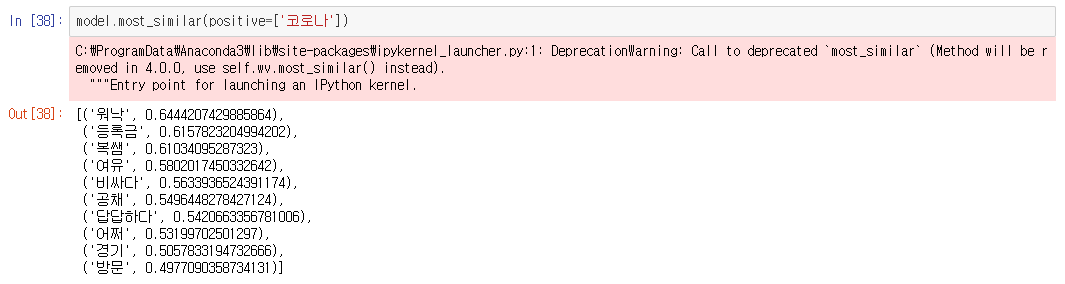 In [38]: model.most_similar(positive=['코로나'])
C:\ProgramData\Anaconda3\lib\site-packages\ipykernel_launcher.py:1: DeprecationWarning: Call to deprecated `most_similar` (Method will be r
emoved in 4.0.0, use self.wv.most_similar() instead).
"""Entry point for launching an IPython kernel.
Out[38]: [('워낙', 0.6444207429885864),
('등록금', 0.6157823204994202),
('복쌤', 0.61034095287323),
('여유', 0.5802017450332642),
('비싸다', 0.5633936524391174),
('공채', 0.5496448278427124),
('답답하다', 0.5420663356781006),
('어쩌', 0.53199702501297),
('경기', 0.5057833194732666),
('방문', 0.4977090358734131)]